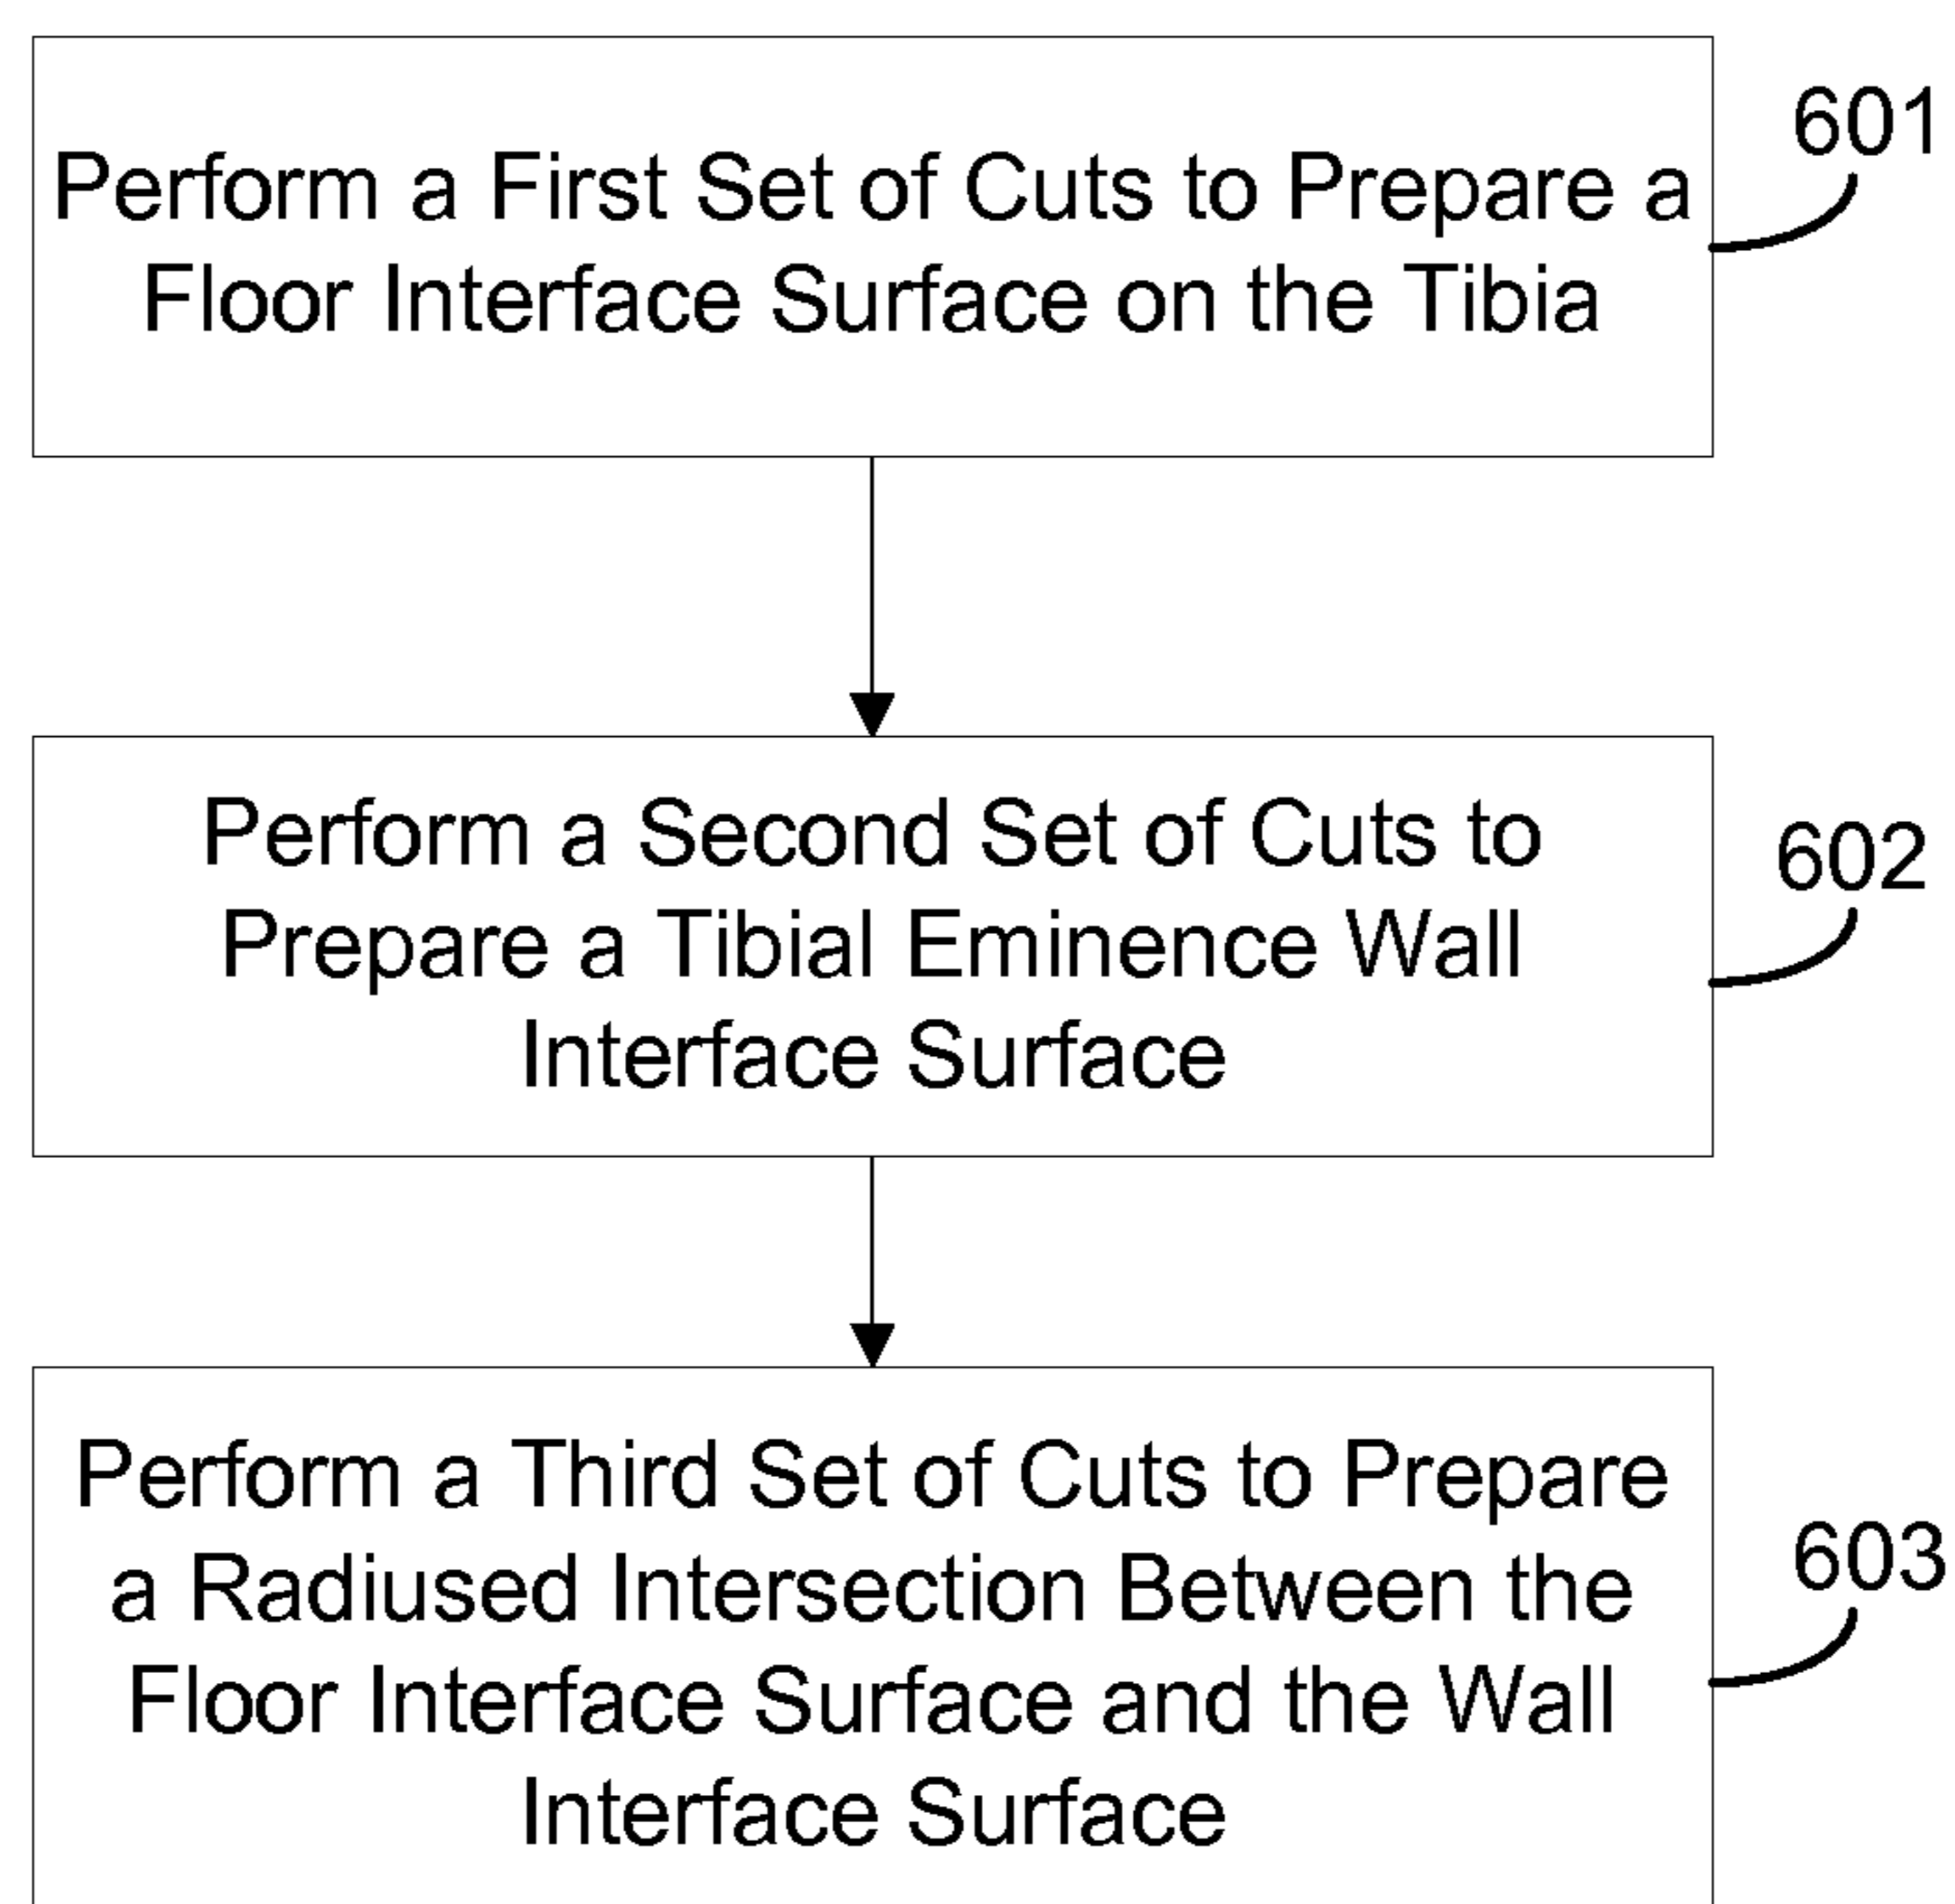 Perform a First Set of Cuts to Prepare a
Floor Interface Surface on the Tibia
601
Perform a Second Set of Cuts to
Prepare a Tibial Eminence Wall
Interface Surface
602
Perform a Third Set of Cuts to Prepare
a Radiused Intersection Between the
Floor Interface Surface and the Wall
Interface Surface
603